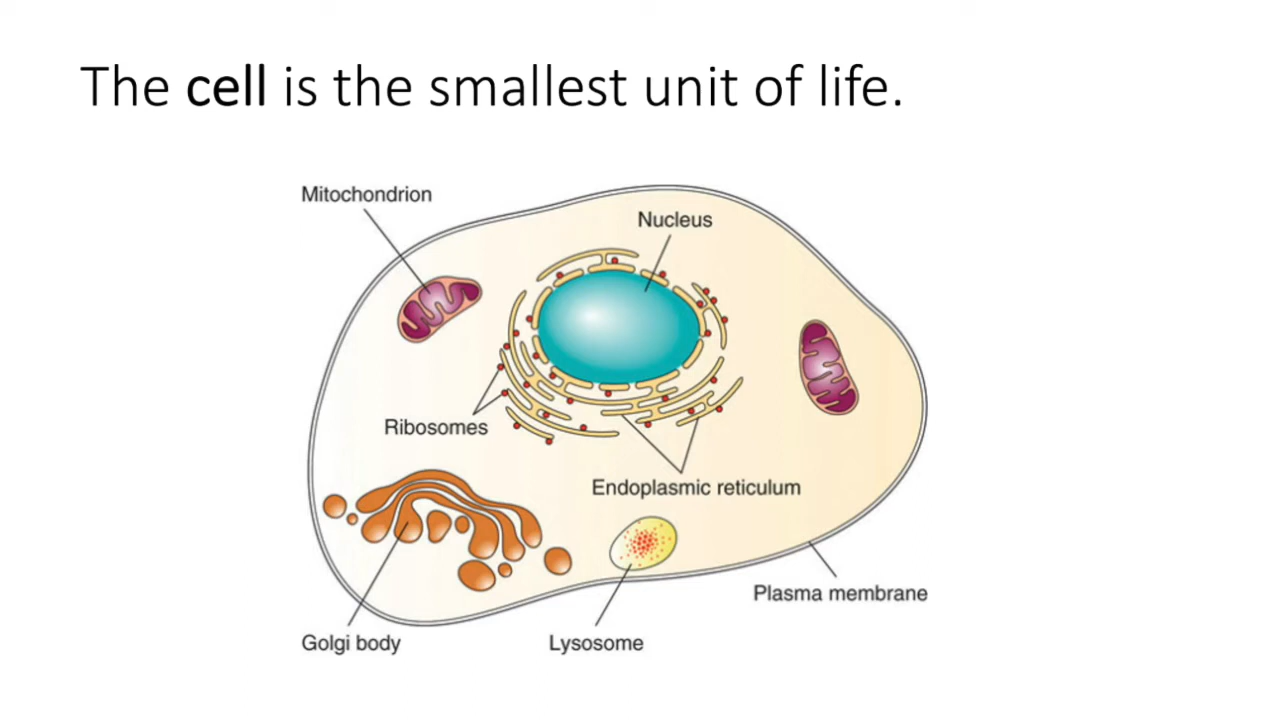 The cell is the smallest unit of life.
Mitochondrion
Nucleus
Ribosomes
Endoplasmic reticulum
Plasma membrane
Golgi body
Lysosome